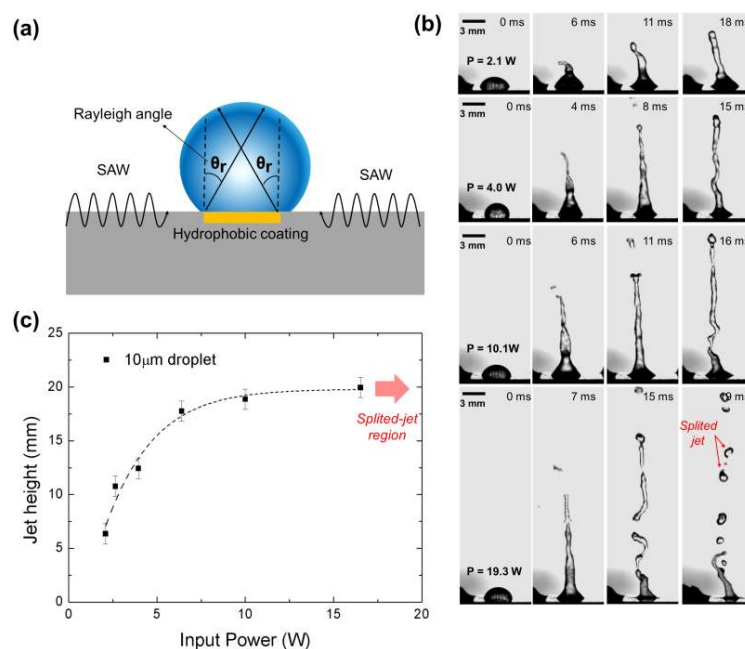 (a)
Rayleigh angle
θr
θr
SAW
SAW
Hydrophobic coating
(b)
3 mm
0 ms
6 ms
11 ms
18 m
P = 2.1 W
3 mm
0 ms
4 ms
8 ms
15 m
P = 4.0 W
3 mm
0 ms
6 ms
11 ms
16 m
P = 10.1W
3 mm
0 ms
7 ms
15 ms
9 m
Splited
jet
P = 19.3 W
(c)
25
20
15
10
5
0
0
5
10
15
20
Jet height (mm)
Input Power (W)
10μm droplet
Splited-jet
region